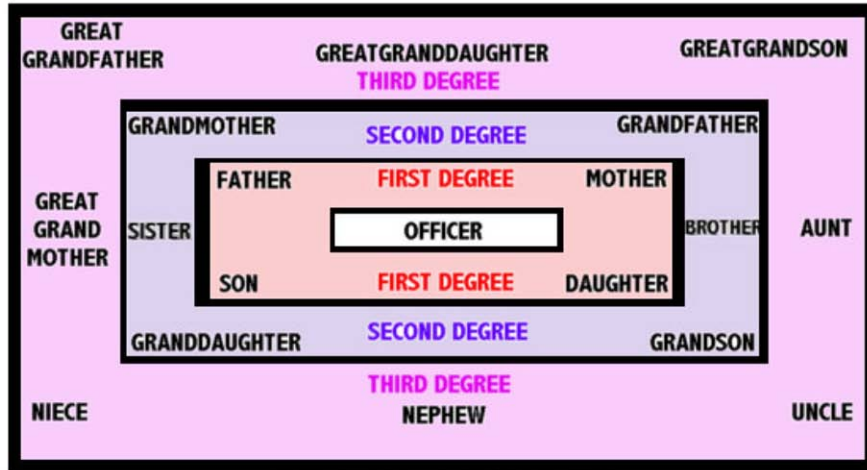 GREAT
GRANDFATHER
GREATGRANDDAUGHTER
GREATGRANDSON
THIRD DEGREE
GRANDMOTHER
SECOND DEGREE
GRANDFATHER
FATHER
FIRST DEGREE
MOTHER
GREAT
GRAND
MOTHER
SISTER
OFFICER
BROTHER
AUNT
SON
FIRST DEGREE
DAUGHTER
GRANDDAUGHTER
SECOND DEGREE
GRANDSON
THIRD DEGREE
NIECE
NEPHEW
UNCLE